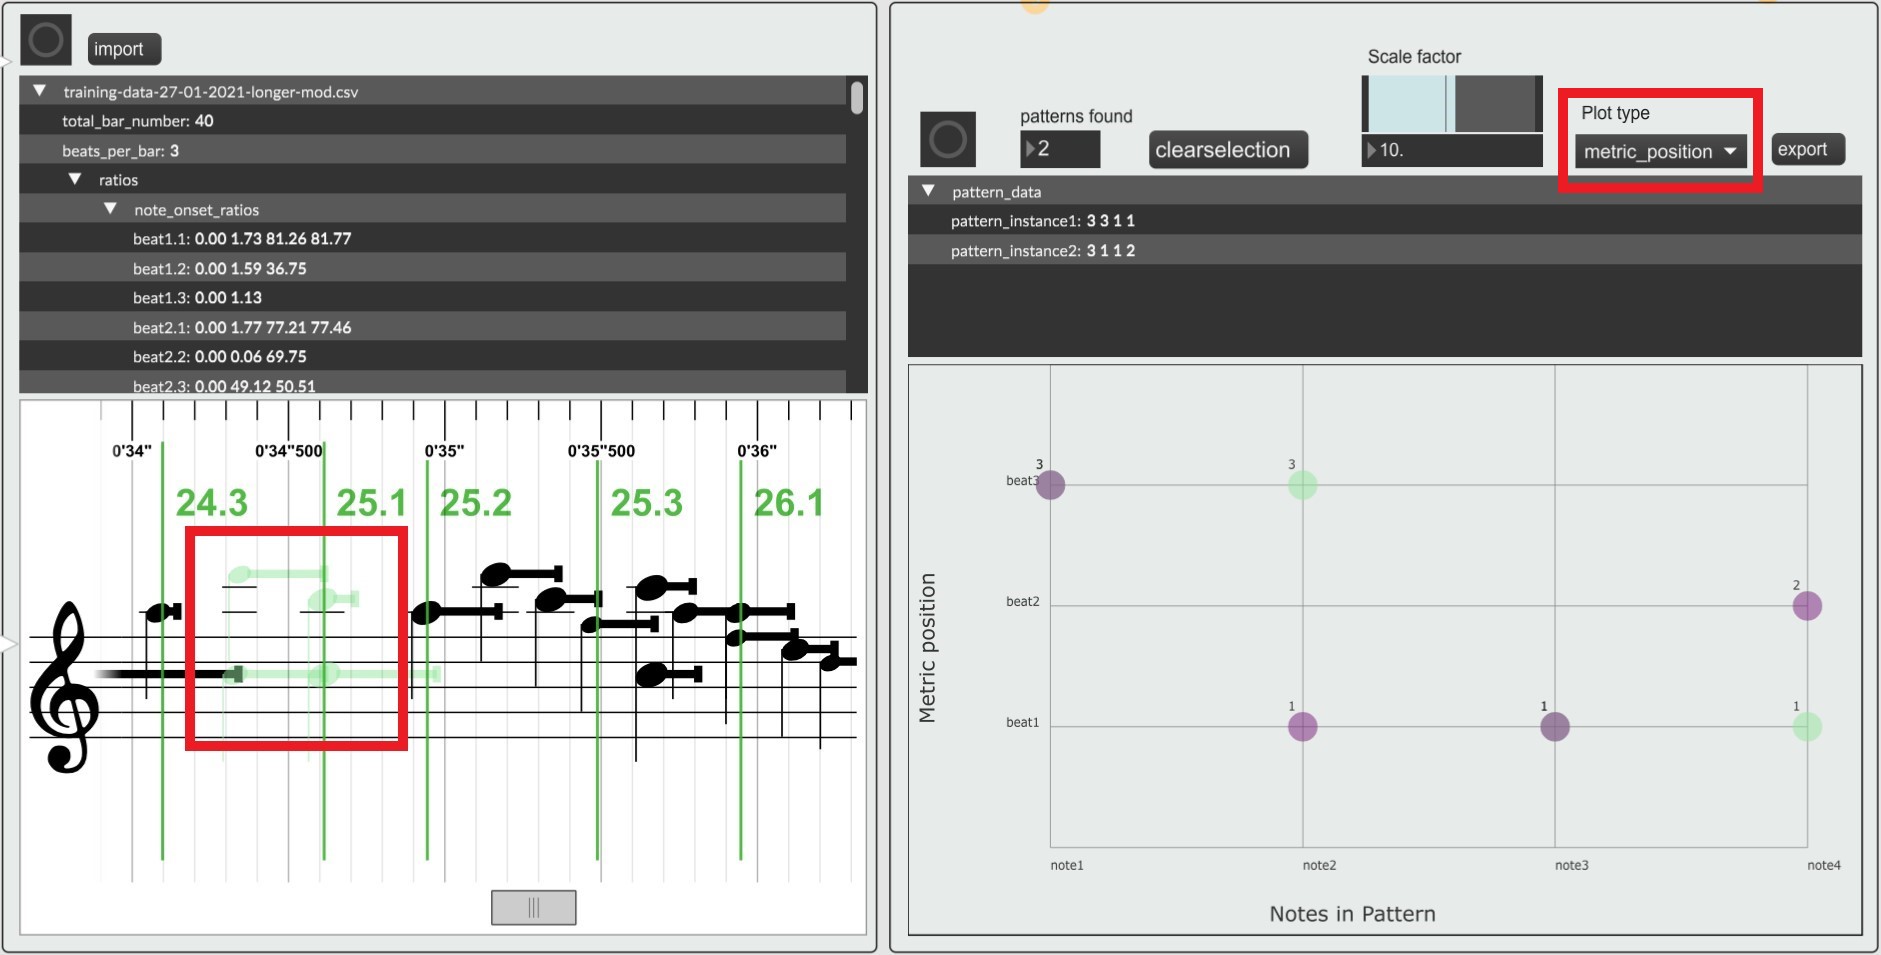 import
training-data-27-01-2021-longer-mod.csv
total_bar_number: 40
beats_per_bar: 3
ratios
note_onset_ratios
beat1.1: 0.00 1.73 81.26 81.77
beat1.2: 0.00 1.59 36.75
beat1.3: 0.00 1.13
beat2.1: 0.00 1.77 77.21 77.46
beat2.2: 0.00 0.06 69.75
beat2.3: 0.00 49.12 50.51
0'34" 0'34"500 0'35" 0'35"500 0'36"
24.3 25.1 25.2 25.3 26.1
Scale factor
patterns found
2
clearselection
10.
Plot type
metric_position
export
pattern_data
pattern_instance1: 3 3 1 1
pattern_instance2: 3 1 1 2
Metric position
3 3
beat3
2
beat2
1 1 1
beat1
note1 note2 note3 note4
Notes in Pattern